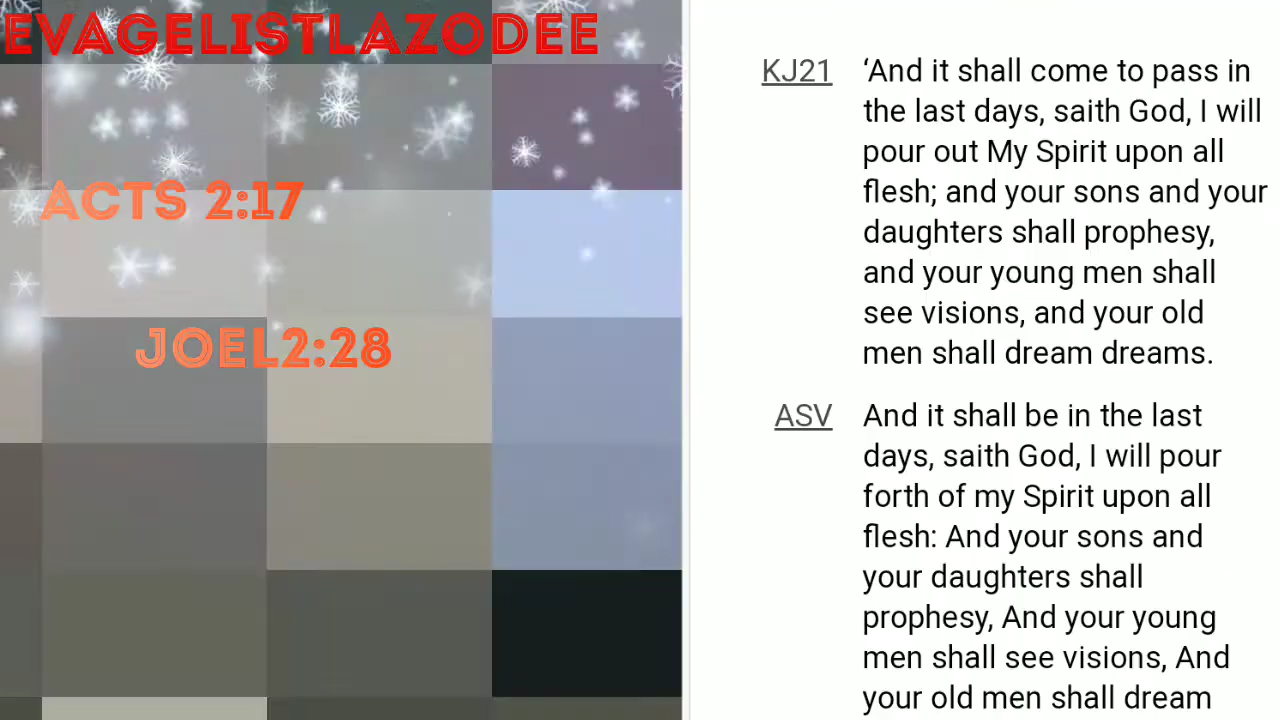 EVAGELISTLAZODEE
ACTS 2:17
JOEL2:28
KJ21 ‘And it shall come to pass in
the last days, saith God, I will
pour out My Spirit upon all
flesh; and your sons and your
daughters shall prophesy,
and your young men shall
see visions, and your old
men shall dream dreams.
ASV And it shall be in the last
days, saith God, I will pour
forth of my Spirit upon all
flesh: And your sons and
your daughters shall
prophesy, And your young
men shall see visions, And
your old men shall dream